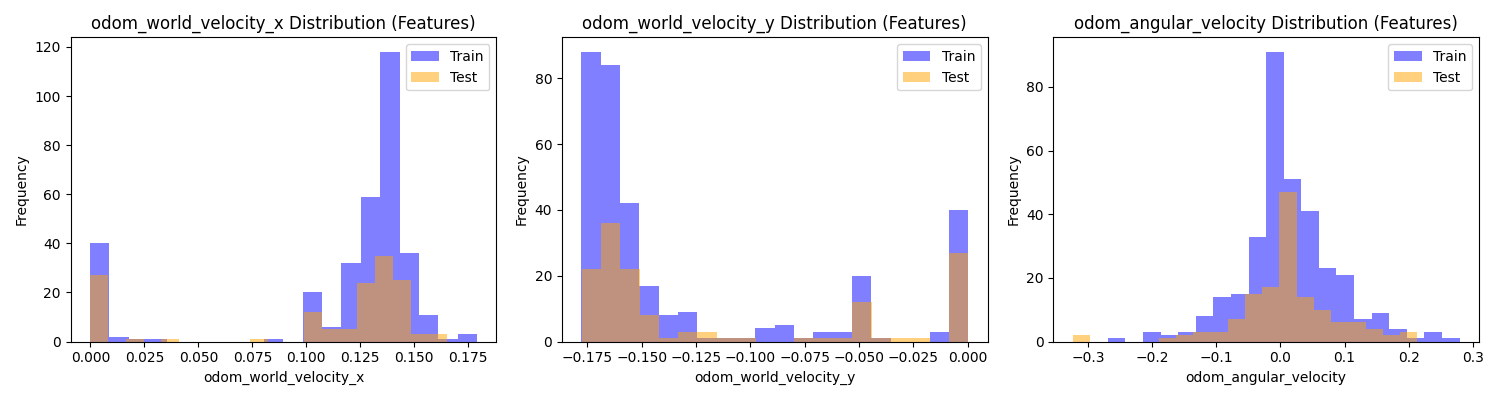 odom_world_velocity_x Distribution (Features)
Frequency
120
100
80
60
40
20
0
Train
Test
0.000
0.025
0.050
0.075
0.100
0.125
0.150
0.175
odom_world_velocity_x
odom_world_velocity_y Distribution (Features)
Frequency
80
60
40
20
0
Train
Test
−0.175
−0.150
−0.125
−0.100
−0.075
−0.050
−0.025
0.000
odom_world_velocity_y
odom_angular_velocity Distribution (Features)
Frequency
80
60
40
20
0
Train
Test
−0.3
−0.2
−0.1
0.0
0.1
0.2
0.3
odom_angular_velocity